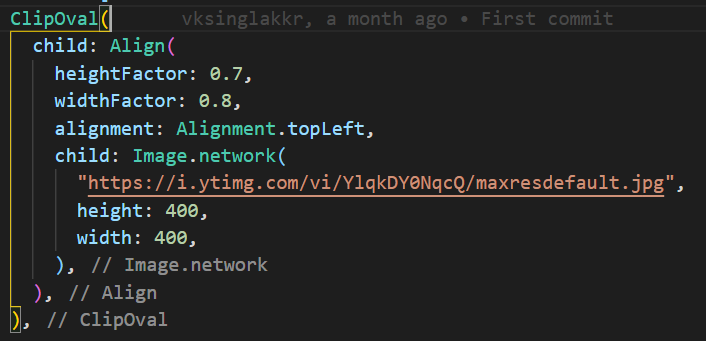 ClipOval( vksinglakkr, a month ago • First commit
child: Align(
heightFactor: 0.7,
widthFactor: 0.8,
alignment: Alignment.topLeft,
child: Image.network(
"https://i.ytimg.com/vi/YlqkDY0NqcQ/maxresdefault.jpg",
height: 400,
width: 400,
), // Image.network
), // Align
), // ClipOval